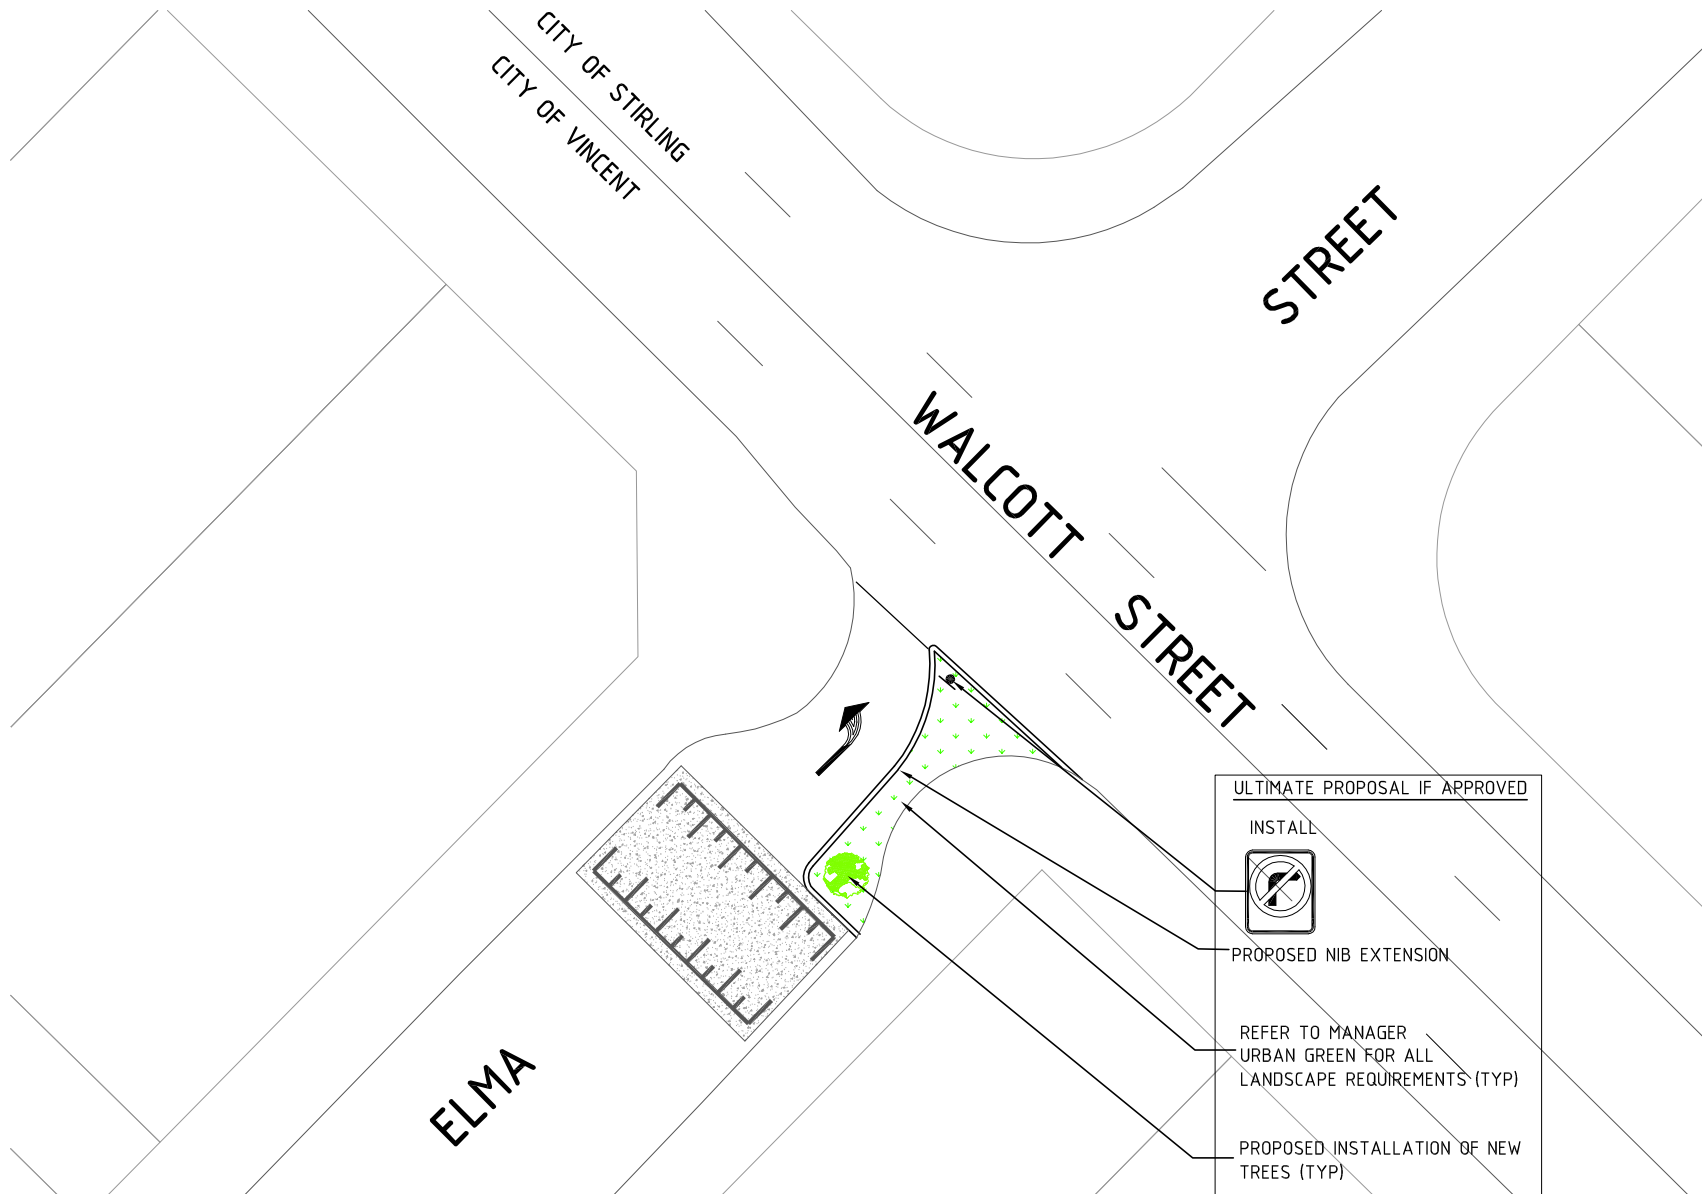 CITY OF STIRLING
CITY OF VINCENT
STREET
WALCOTT STREET
ELMA
ULTIMATE PROPOSAL IF APPROVED
INSTALL
PROPOSED NIB EXTENSION
REFER TO MANAGER
URBAN GREEN FOR ALL
LANDSCAPE REQUIREMENTS (TYP)
PROPOSED INSTALLATION OF NEW
TREES (TYP)